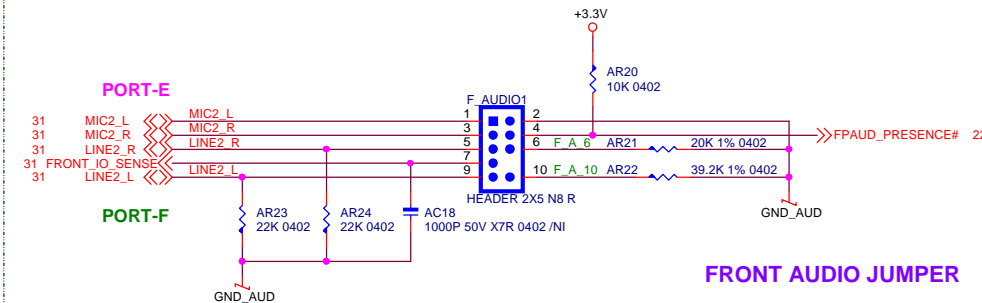 +3.3V
AR20
10K 0402
PORT-E
F_AUDIO1
31 MIC2_L MIC2_L 1 2
31 MIC2_R MIC2_R 3 4 FPAUD_PRESENCE# 22
31 LINE2_R LINE2_R 5 6 F_A_6 AR21 20K 1% 0402
31 FRONT_IO_SENSE 7
31 LINE2_L LINE2_L 9 10 F_A_10 AR22 39.2K 1% 0402
HEADER 2X5 N8 R
PORT-F
AR23
22K 0402
AR24
22K 0402
AC18
1000P 50V X7R 0402 /NI
GND_AUD
GND_AUD
FRONT AUDIO JUMPER